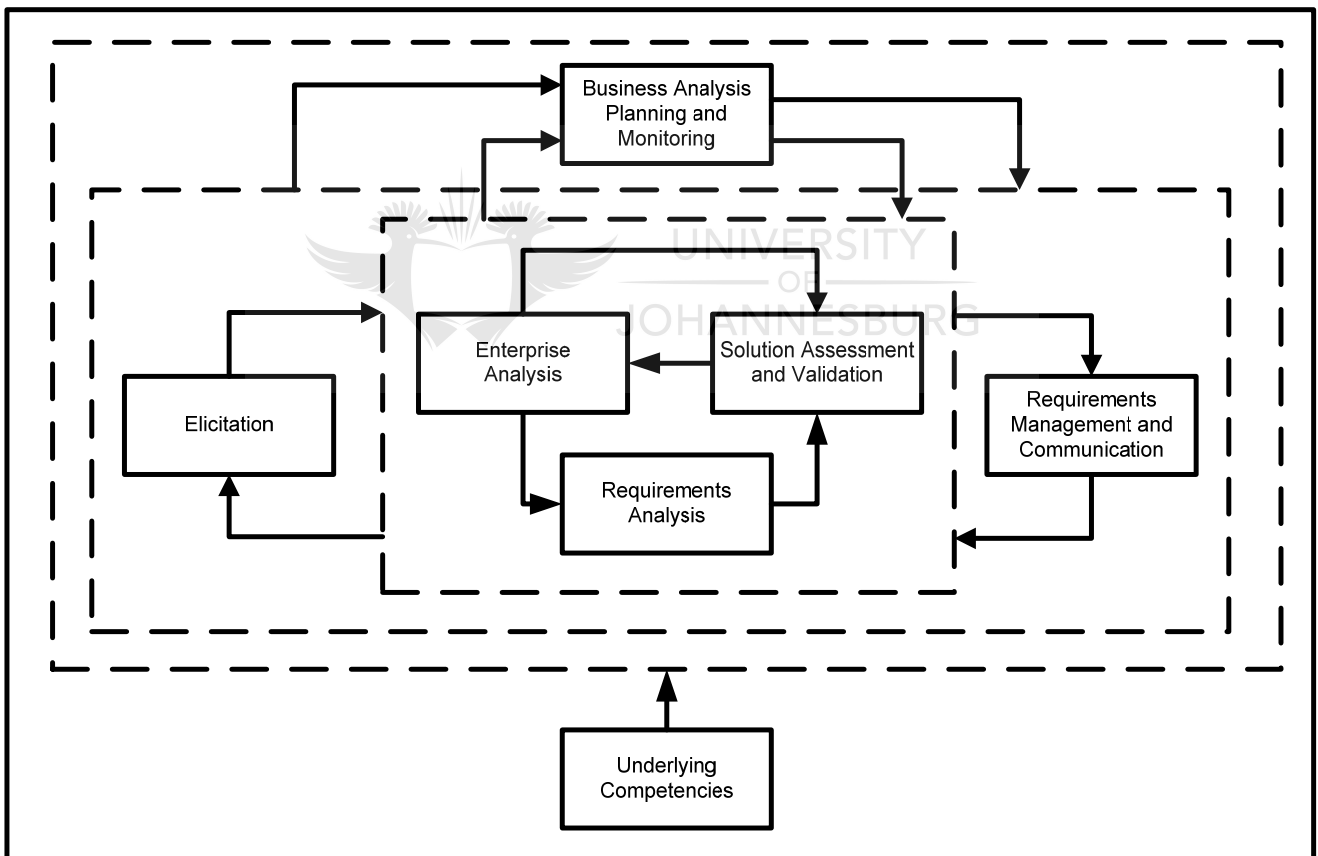 Business Analysis
Planning and
Monitoring
UNIVERSITY
OF
JOHANNESBURG
Enterprise
Analysis
Solution Assessment
and Validation
Elicitation
Requirements
Management and
Communication
Requirements
Analysis
Underlying
Competencies